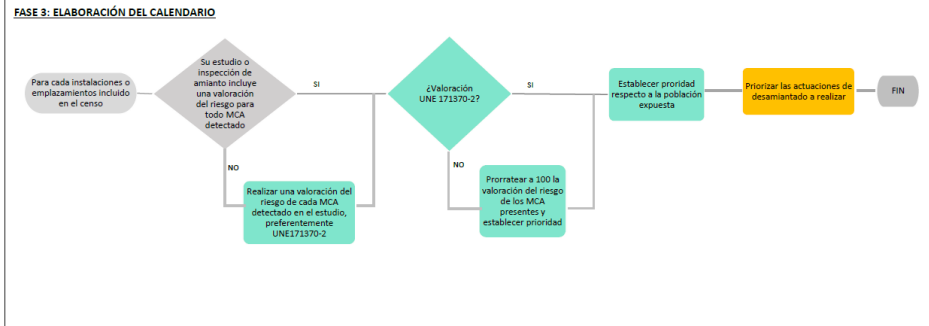 FASE 3: ELABORACIÓN DEL CALENDARIO
Para cada instalaciones o
emplazamientos incluido
en el censo
Su estudio o
inspección de
amianto incluye
una valoración
del riesgo para
todo MCA
detectado
SI
NO
Realizar una valoración del
riesgo de cada MCA
detectado en el estudio,
preferentemente
UNE171370-2
¿Valoración
UNE 171370-2?
SI
NO
Prorratear a 100 la
valoración del riesgo
de los MCA
presentes y
establecer prioridad
Establecer proridad
respecto a la población
expuesta
Priorizar las actuaciones de
desamiantado a realizar
FIN